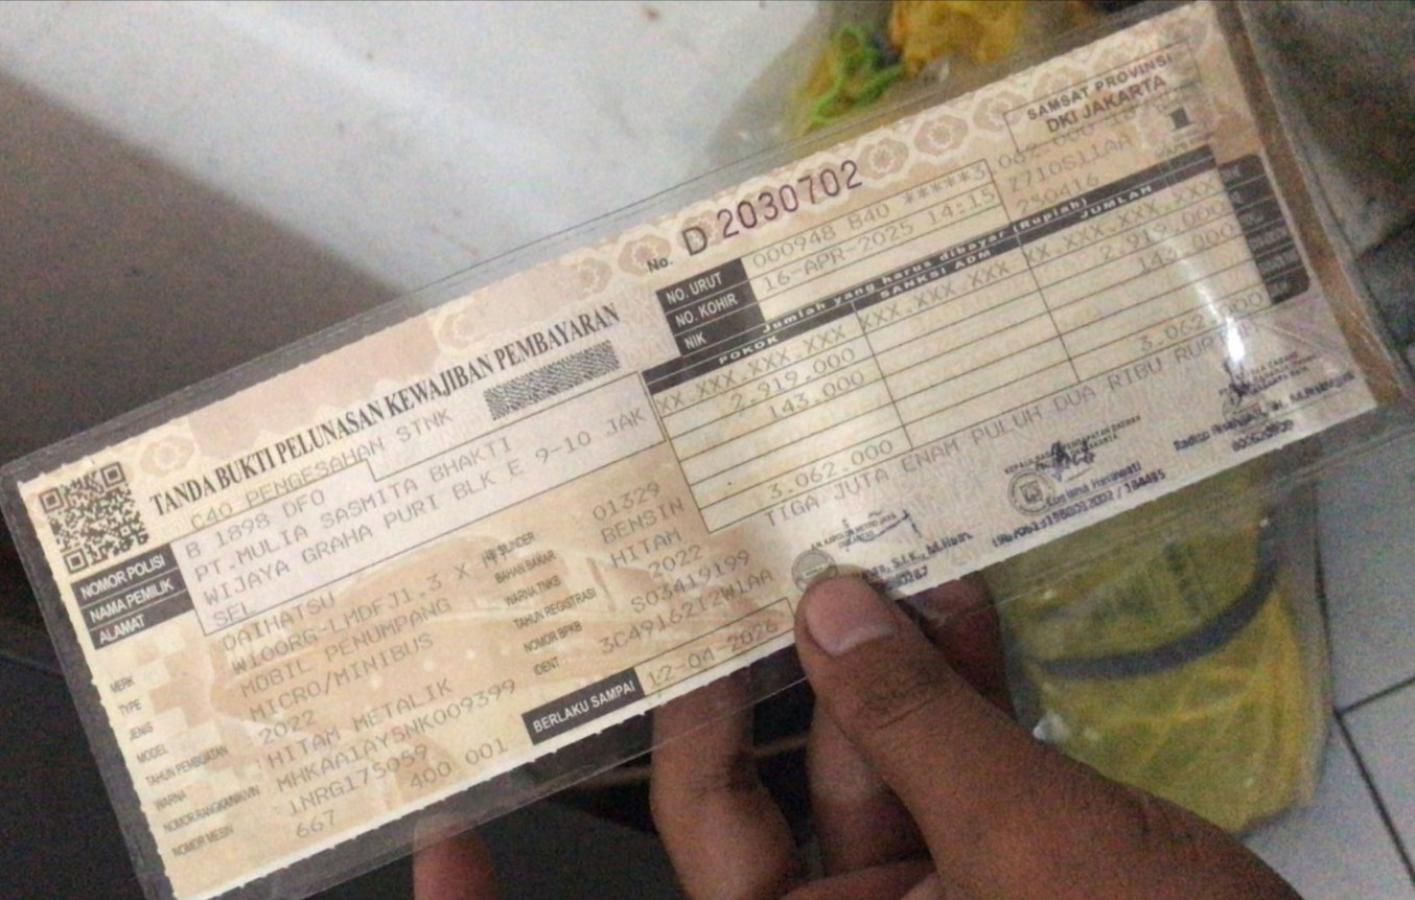 SAMSAT PROVINSI
DKI JAKARTA
No. D 2030702
TANDA BUKTI PELUNASAN KEWAJIBAN PEMBAYARAN
C40 PENGESAHAN STNK
NO. URUT 000948 B40 *****3.062.000
NO. KOHIR 16-APR-2025 14:15 Z710S11AA
NIK 250416
NOMOR POLISI B 1898 DFO
NAMA PEMILIK PT.MULIA SASMITA BHAKTI
ALAMAT WIJAYA GRAHA PURI BLK E 9-10 JAK
SEL
Jumlah yang harus dibayar (Rupiah)
POKOK SANKSI ADM JUMLAH
XX.XXX.XXX XXX.XXX XXX XX.XXX.XXX.XXX
2.919.000 2.919.000
143.000
3.062.000 3.062.000
TIGA JUTA ENAM PULUH DUA RIBU
MERK DAIHATSU
TYPE W100RG-LMDFJ1.3 X
JENIS MOBIL PENUMPANG
MODEL MICRO/MINIBUS
TAHUN PEMBUATAN 2022
WARNA HITAM METALIK
NOMOR RANGKA/NIK/VIN MHKAA1AY5NK009399
NOMOR MESIN 1NRG175059
667 400 001
01329
BAHAN BAKAR BENSIN
WARNA TNKB HITAM
TAHUN REGISTRASI 2022
NOMOR BPKB S03419199
IDENT 3C4916212W1AA
BERLAKU SAMPAI 12-04-2026